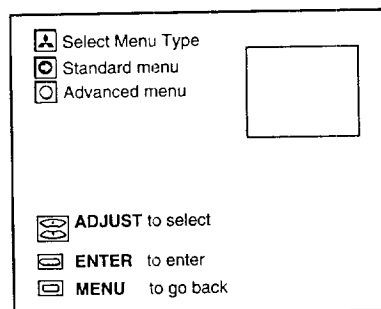 Select Menu Type
Standard menu
Advanced menu
ADJUST to select
ENTER to enter
MENU to go back